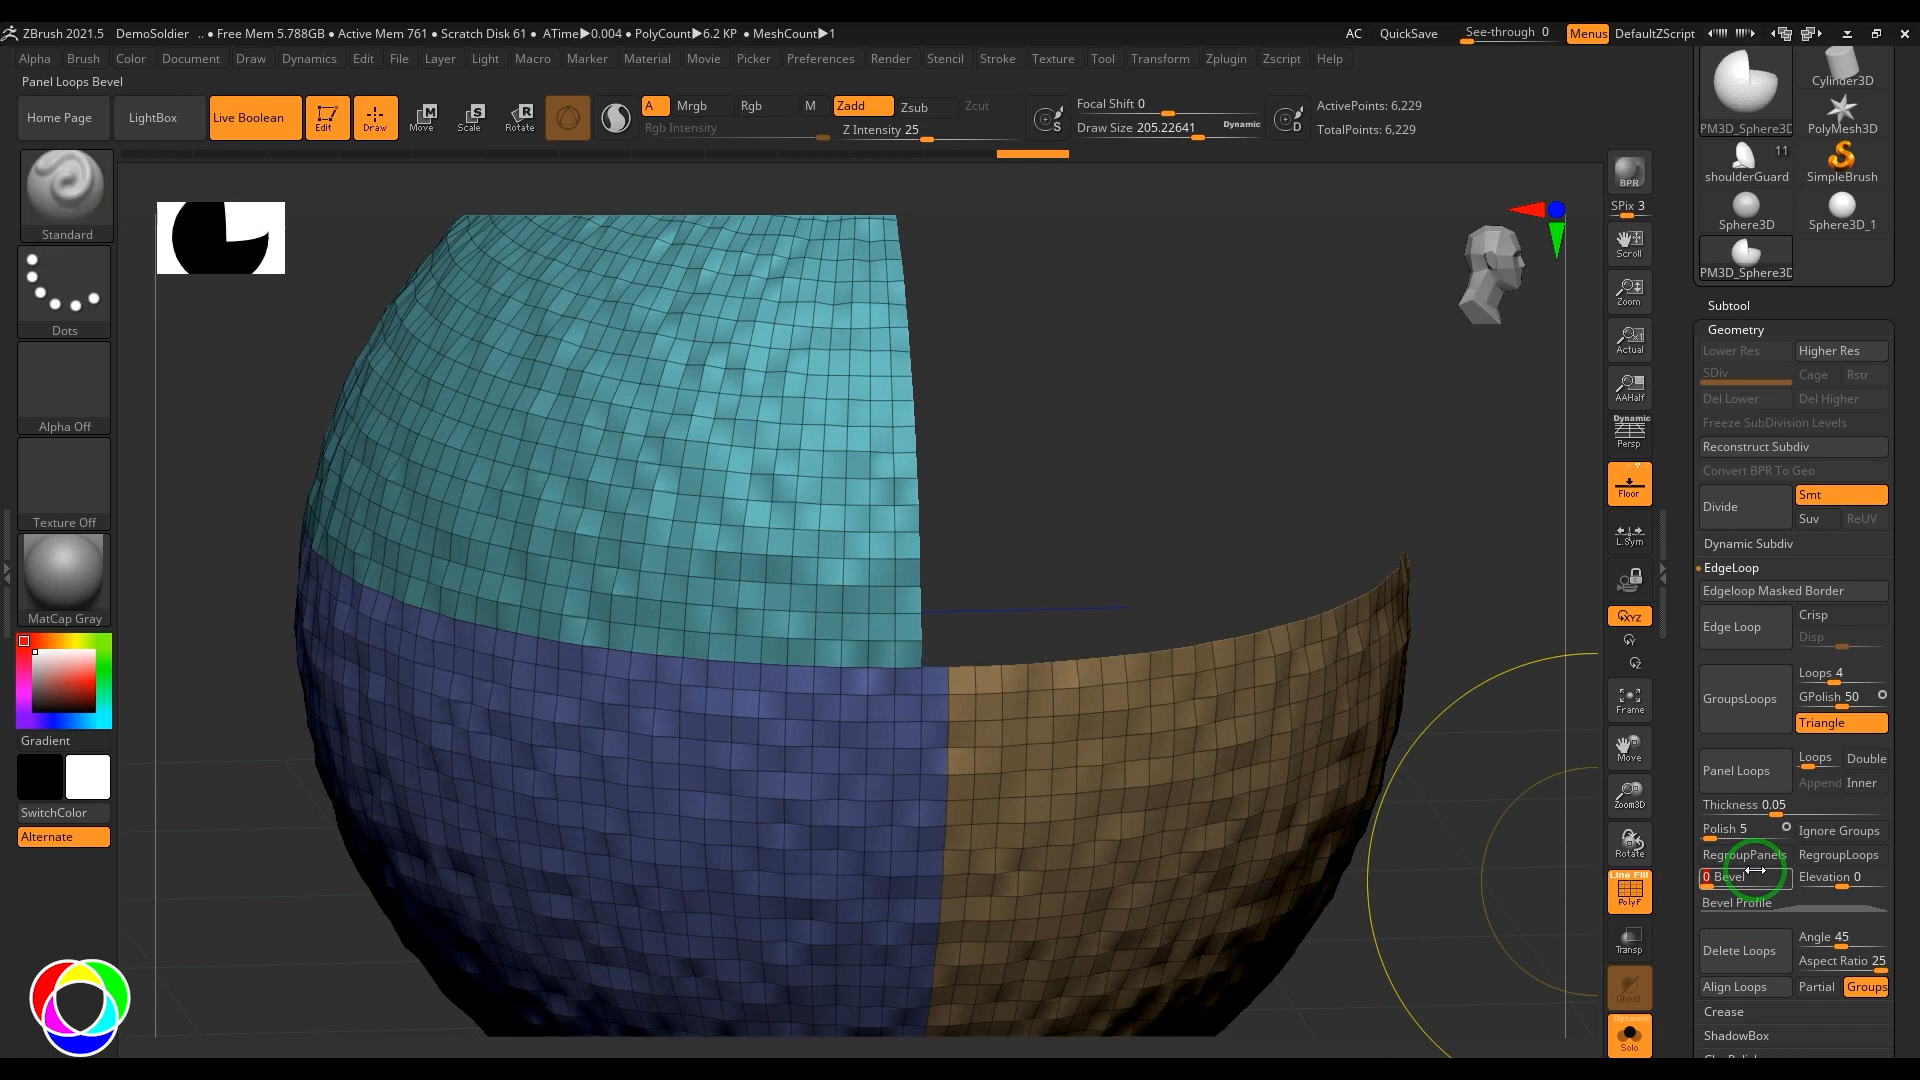 ZBrush 2021.5 DemoSoldier .. • Free Mem 5.788GB • Active Mem 761 • Scratch Disk 61 • ATime▶0.004 • PolyCount▶6.2 KP • MeshCount▶1 AC QuickSave See-through 0 Menus DefaultZScript
Alpha Brush Color Document Draw Dynamics Edit File Layer Light Macro Marker Material Movie Picker Preferences Render Stencil Stroke Texture Tool Transform Zplugin Zscript Help
Panel Loops Bevel
Home Page LightBox Live Boolean Edit Draw Move Scale Rotate
A Mrgb Rgb M Zadd Zsub Zcut
Rgb Intensity Z Intensity 25
S Focal Shift 0
Draw Size 205.22641 Dynamic
D ActivePoints: 6,229
TotalPoints: 6,229
Standard
Dots
Alpha Off
Texture Off
MatCap Gray
Gradient
SwitchColor
Alternate
BPR
SPix 3
Scroll
Zoom
Actual
AAHalf
Dynamic
Persp
Floor
L.Sym
XYZ
Y
Z
Frame
Move
Zoom3D
Rotate
Line Fill
PolyF
Transp
Ghost
Dynamic
Solo
Cylinder3D
PM3D_Sphere3D PolyMesh3D
11
shoulderGuard SimpleBrush
Sphere3D Sphere3D_1
PM3D_Sphere3D
Subtool
Geometry
Lower Res Higher Res
SDiv Cage Rstr
Del Lower Del Higher
Freeze SubDivision Levels
Reconstruct Subdiv
Convert BPR To Geo
Divide Smt
Suv ReUV
Dynamic Subdiv
EdgeLoop
Edgeloop Masked Border
Edge Loop Crisp
Disp
GroupsLoops Loops 4
GPolish 50
Triangle
Panel Loops Loops Double
Append Inner
Thickness 0.05
Polish 5 Ignore Groups
RegroupPanels RegroupLoops
0 Bevel Elevation 0
Bevel Profile
Delete Loops Angle 45
Aspect Ratio 25
Align Loops Partial Groups
Crease
ShadowBox